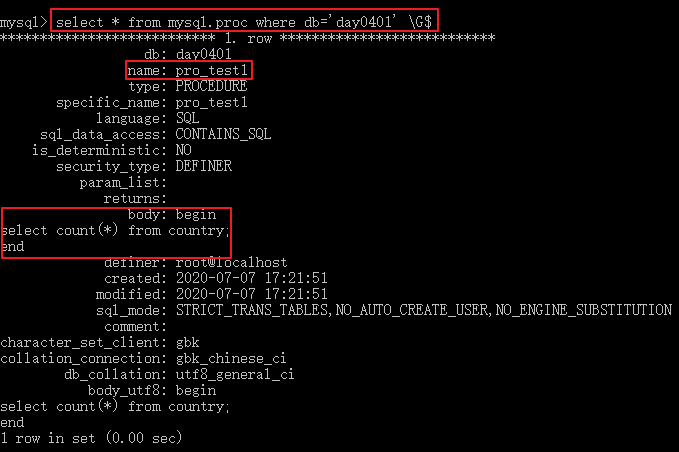 mysql> select * from mysql.proc where db='day0401' \G$
*************************** 1. row ***************************
db: day0401
name: pro_test1
type: PROCEDURE
specific_name: pro_test1
language: SQL
sql_data_access: CONTAINS_SQL
is_deterministic: NO
security_type: DEFINER
param_list:
returns:
body: begin
select count(*) from country;
end
definer: root@localhost
created: 2020-07-07 17:21:51
modified: 2020-07-07 17:21:51
sql_mode: STRICT_TRANS_TABLES,NO_AUTO_CREATE_USER,NO_ENGINE_SUBSTITUTION
comment:
character_set_client: gbk
collation_connection: gbk_chinese_ci
db_collation: utf8_general_ci
body_utf8: begin
select count(*) from country;
end
1 row in set (0.00 sec)